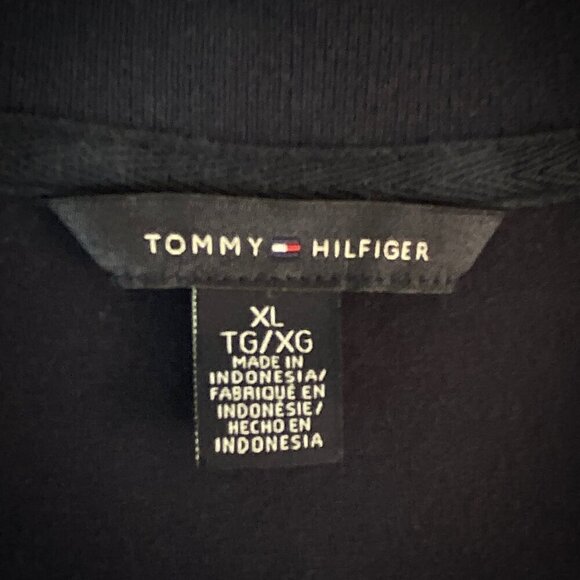 TOMMY HILFIGER
XL
TG/XG
MADE IN
INDONESIA/
FABRIQUÉ EN
INDONÉSIE/
HECHO EN
INDONESIA